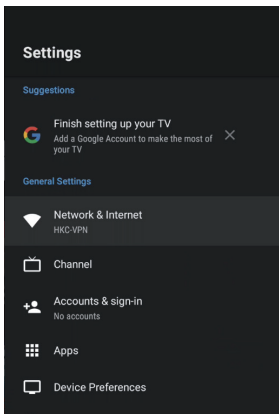 Settings
Suggestions
Finish setting up your TV
Add a Google Account to make the most of
your TV
General Settings
Network & Internet
HKC-VPN
Channel
Accounts & sign-in
No accounts
Apps
Device Preferences